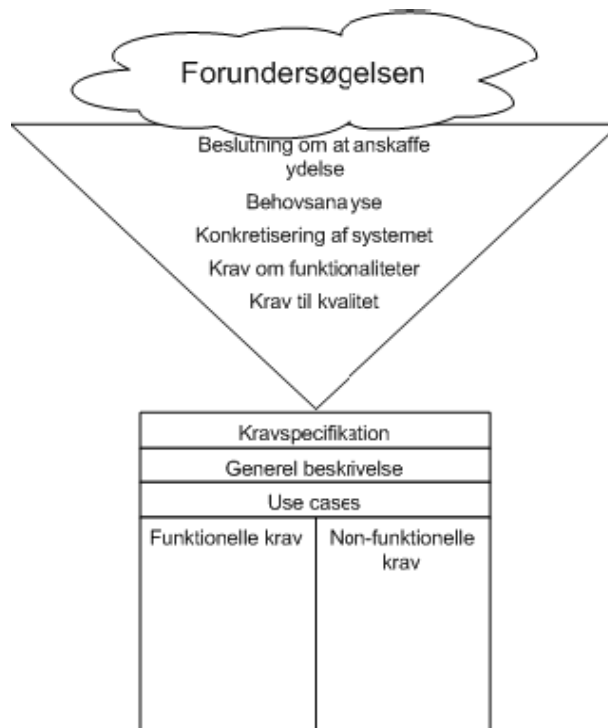 Forundersøgelsen
Beslutning om at anskaffe
ydelse
Behovsana yse
Konkretisering af systemet
Krav om funktionaliteter
Krav til kvalitet
Kravspecifikation
Generel beskrivelse
Use cases
Funktionelle krav
Non-funktionelle
krav